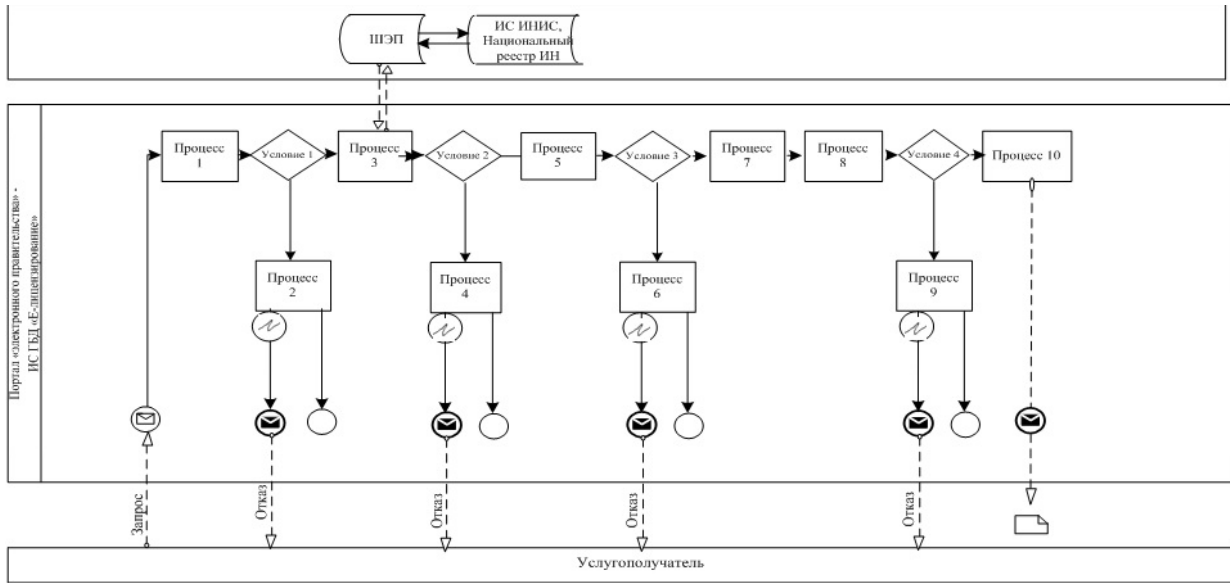 ШЭП
ИС ИНИС,
Национальный
реестр ИН
Портал «электронного правительства» -
ИС ГБД «Е-лицензирование»
Процесс
1
Условие 1
Процесс
3
Условие 2
Процесс
5
Условие 3
Процесс
7
Процесс
8
Условие 4
Процесс 10
Процесс
2
Процесс
4
Процесс
6
Процесс
9
Запрос
Отказ
Отказ
Отказ
Отказ
Услугополучатель